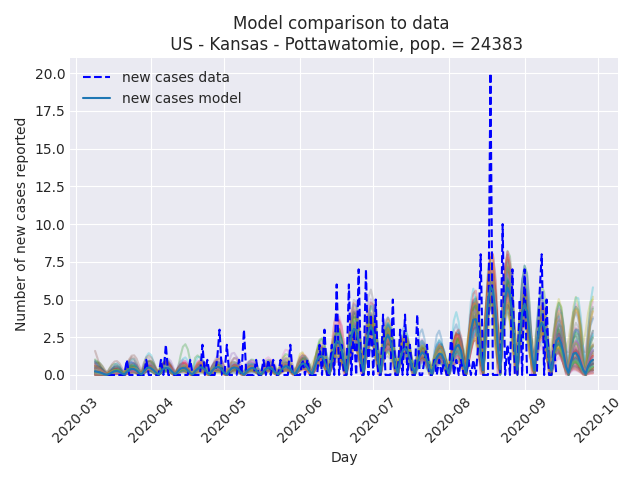 Model comparison to data
US - Kansas - Pottawatomie, pop. = 24383
new cases data
new cases model
Number of new cases reported
20.0
17.5
15.0
12.5
10.0
7.5
5.0
2.5
0.0
2020-03
2020-04
2020-05
2020-06
2020-07
2020-08
2020-09
2020-10
Day